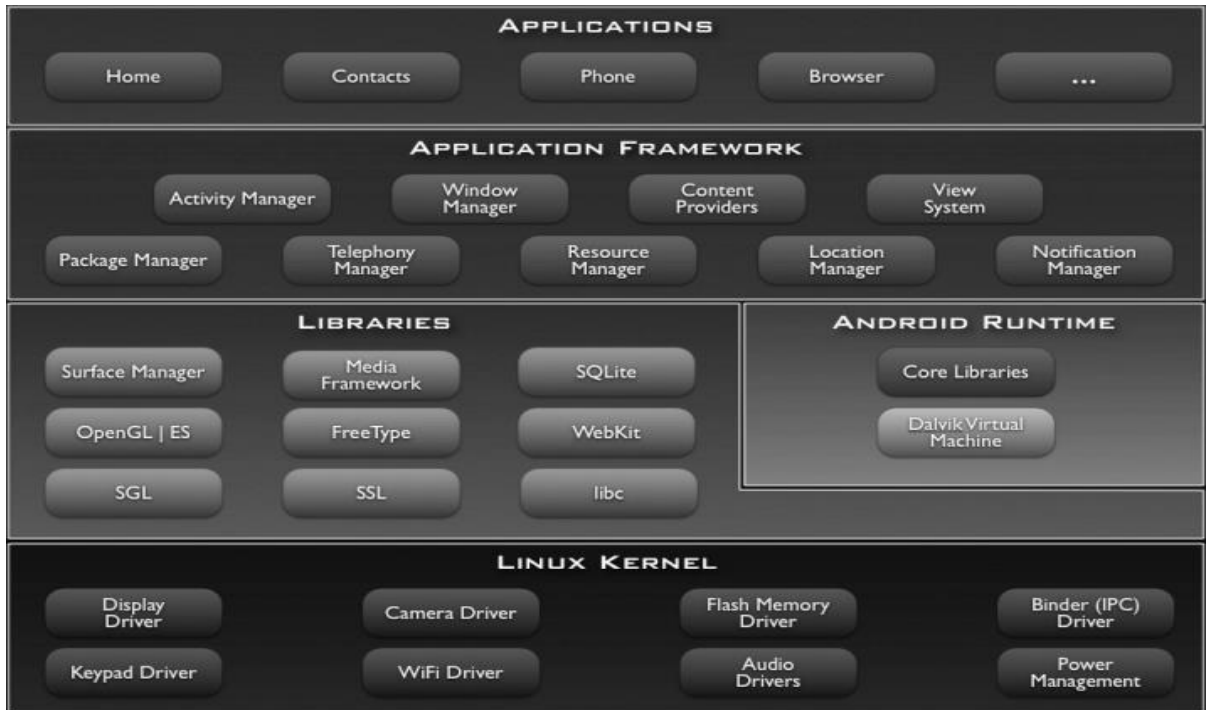 APPLICATIONS
Home
Contacts
Phone
Browser
...
APPLICATION FRAMEWORK
Activity Manager
Window
Manager
Content
Providers
View
System
Package Manager
Telephony
Manager
Resource
Manager
Location
Manager
Notification
Manager
LIBRARIES
Surface Manager
Media
Framework
SQLite
OpenGL | ES
FreeType
WebKit
SGL
SSL
libc
ANDROID RUNTIME
Core Libraries
Dalvik Virtual
Machine
LINUX KERNEL
Display
Driver
Camera Driver
Flash Memory
Driver
Binder (IPC)
Driver
Keypad Driver
WiFi Driver
Audio
Drivers
Power
Management